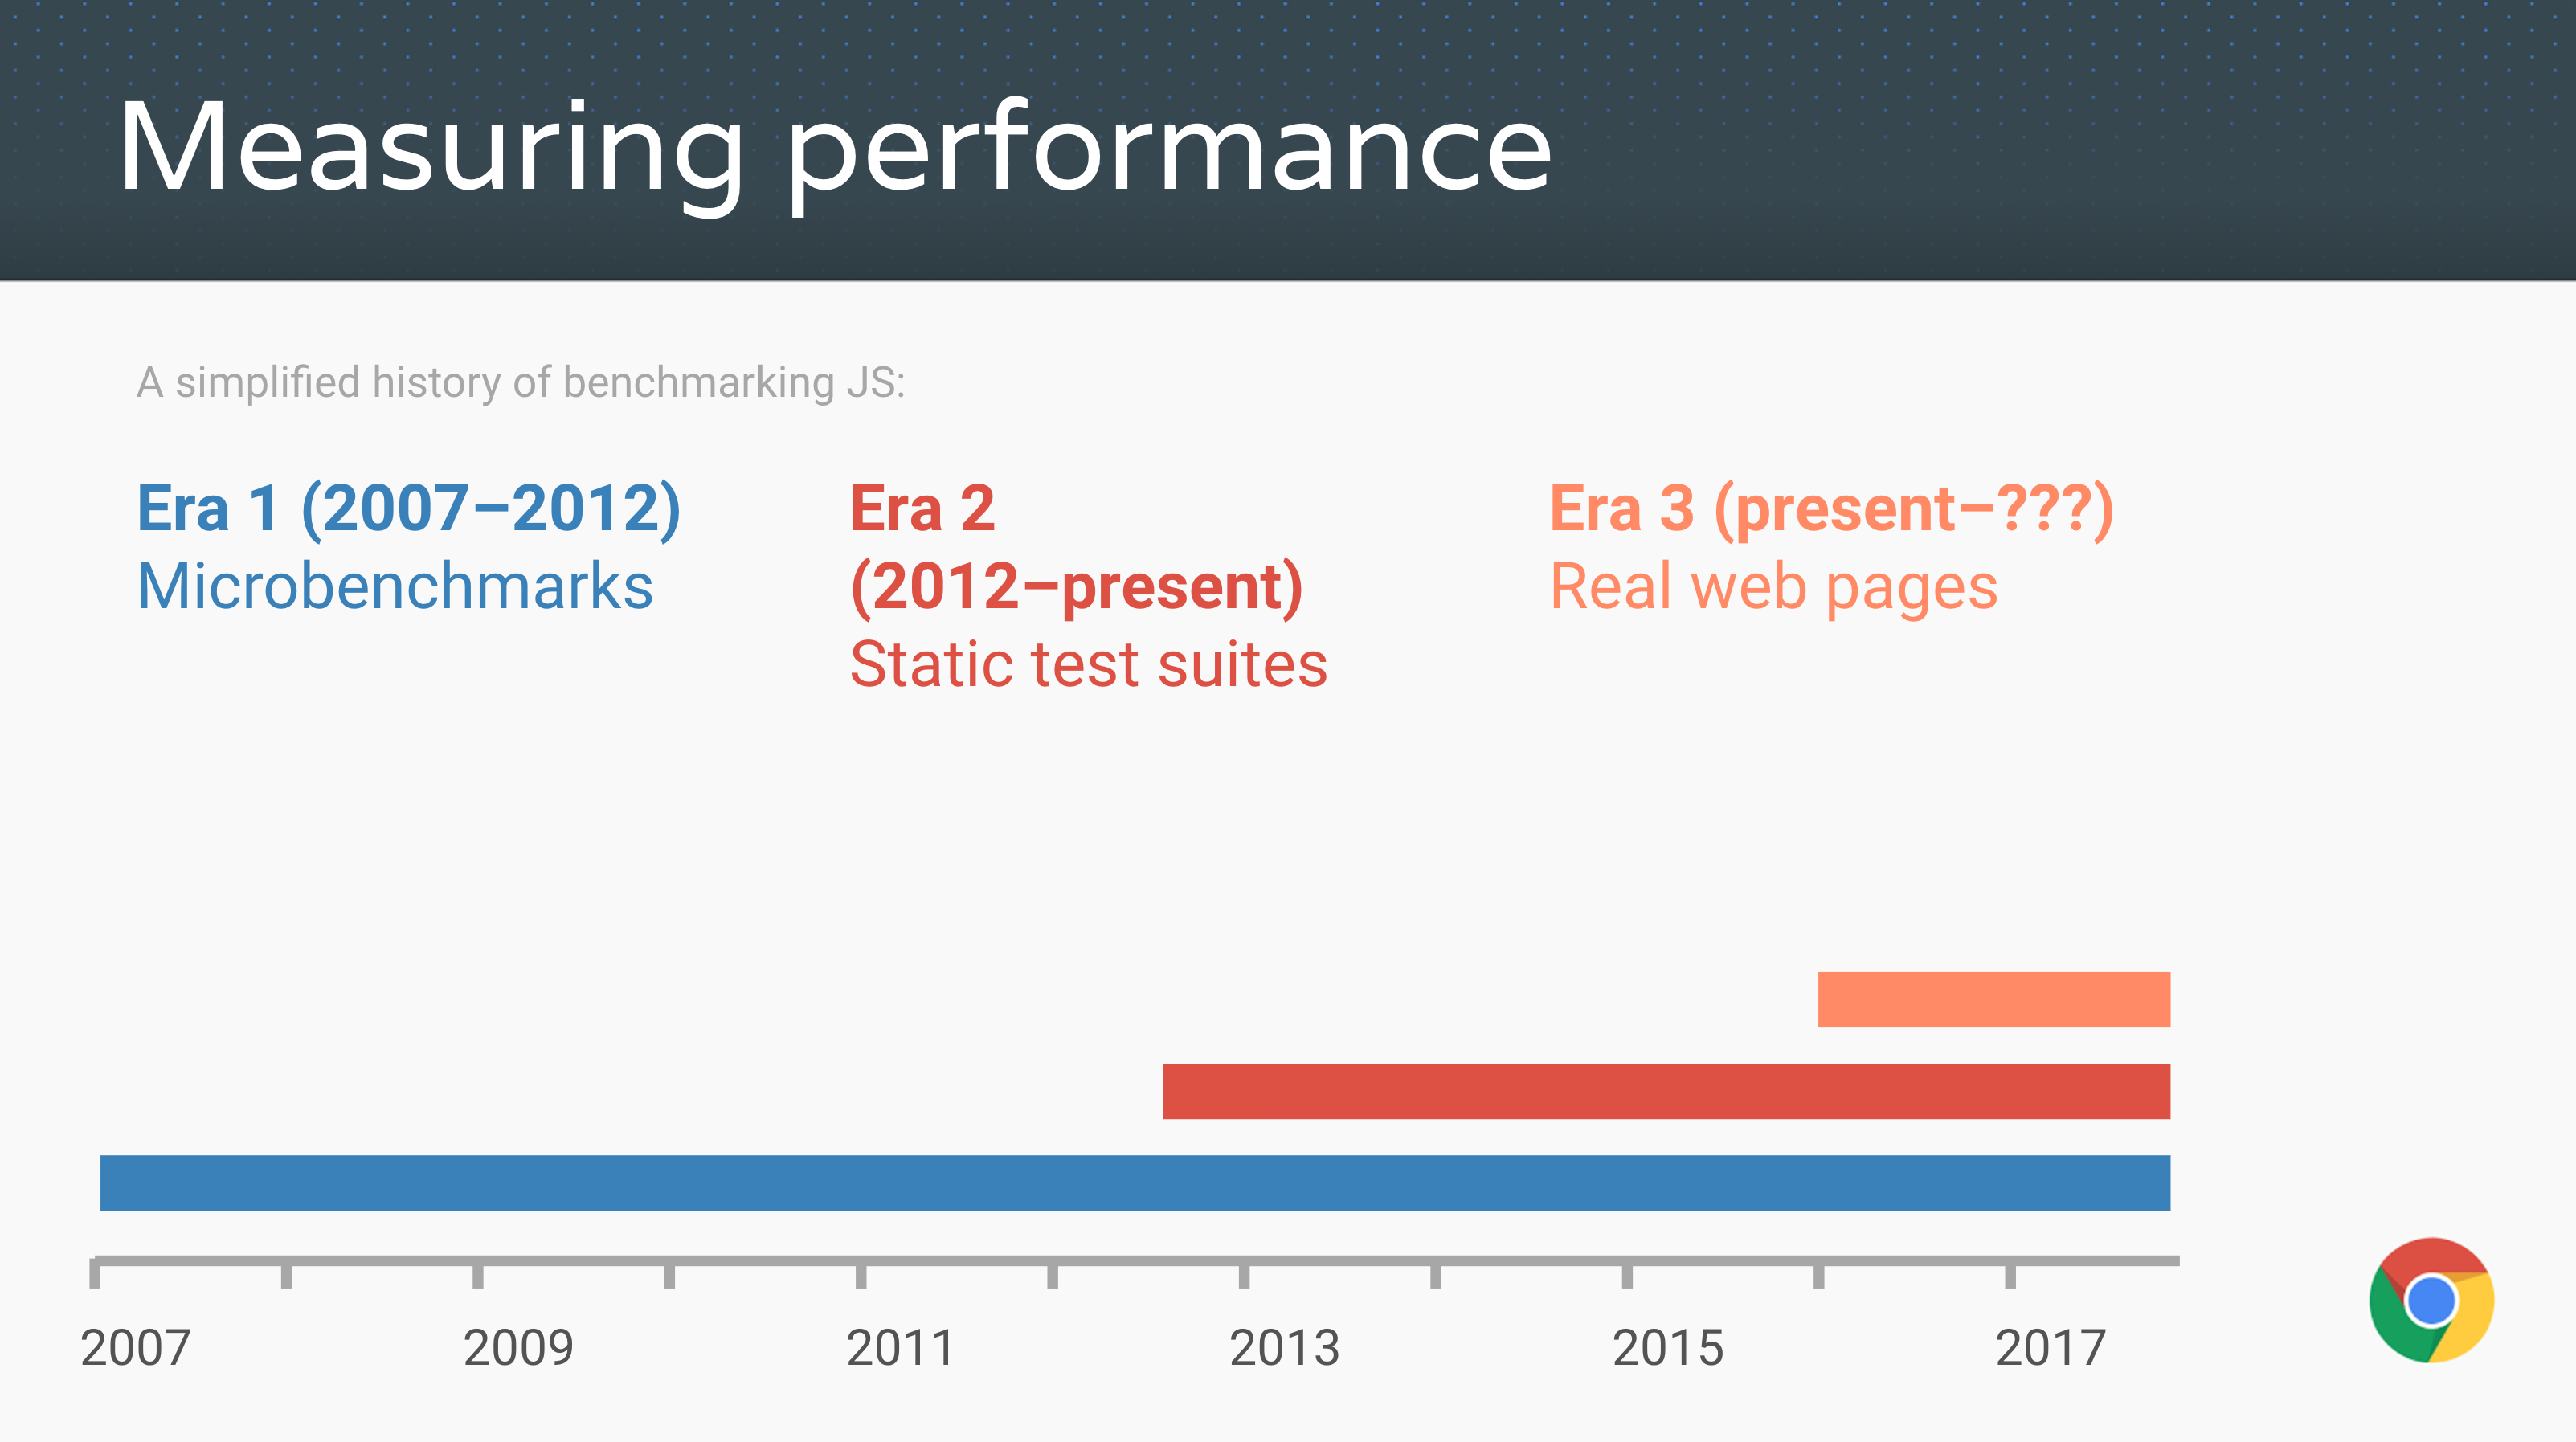 Measuring performance
A simplified history of benchmarking JS:
Era 1 (2007–2012)
Microbenchmarks
Era 2
(2012–present)
Static test suites
Era 3 (present–???)
Real web pages
2007
2009
2011
2013
2015
2017